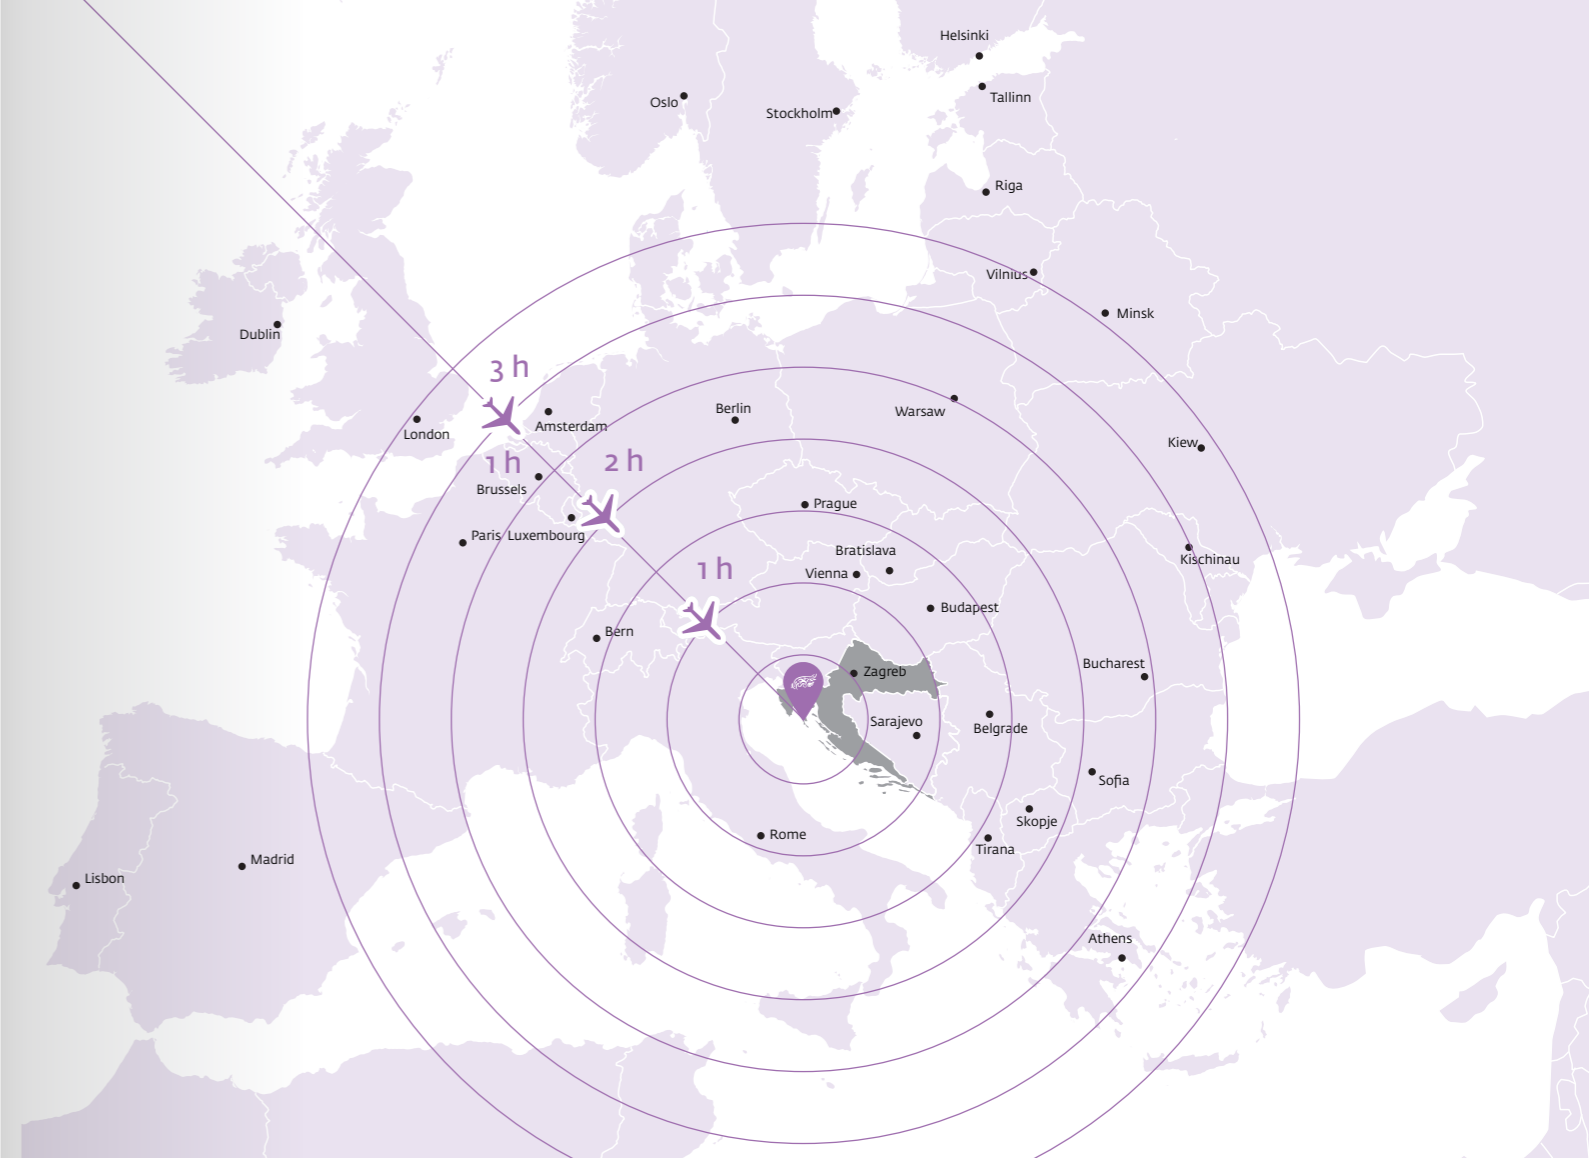 Helsinki
Oslo
Tallinn
Stockholm
Riga
Vilnius
Minsk
Dublin
3 h
Berlin
Warsaw
Amsterdam
London
Kiew
2 h
1 h
Brussels
Prague
Paris
Luxembourg
Bratislava
Kischinau
1 h
Vienna
Budapest
Bern
Bucharest
Zagreb
Sarajevo
Belgrade
Sofia
Skopje
Rome
Tirana
Madrid
Lisbon
Athens